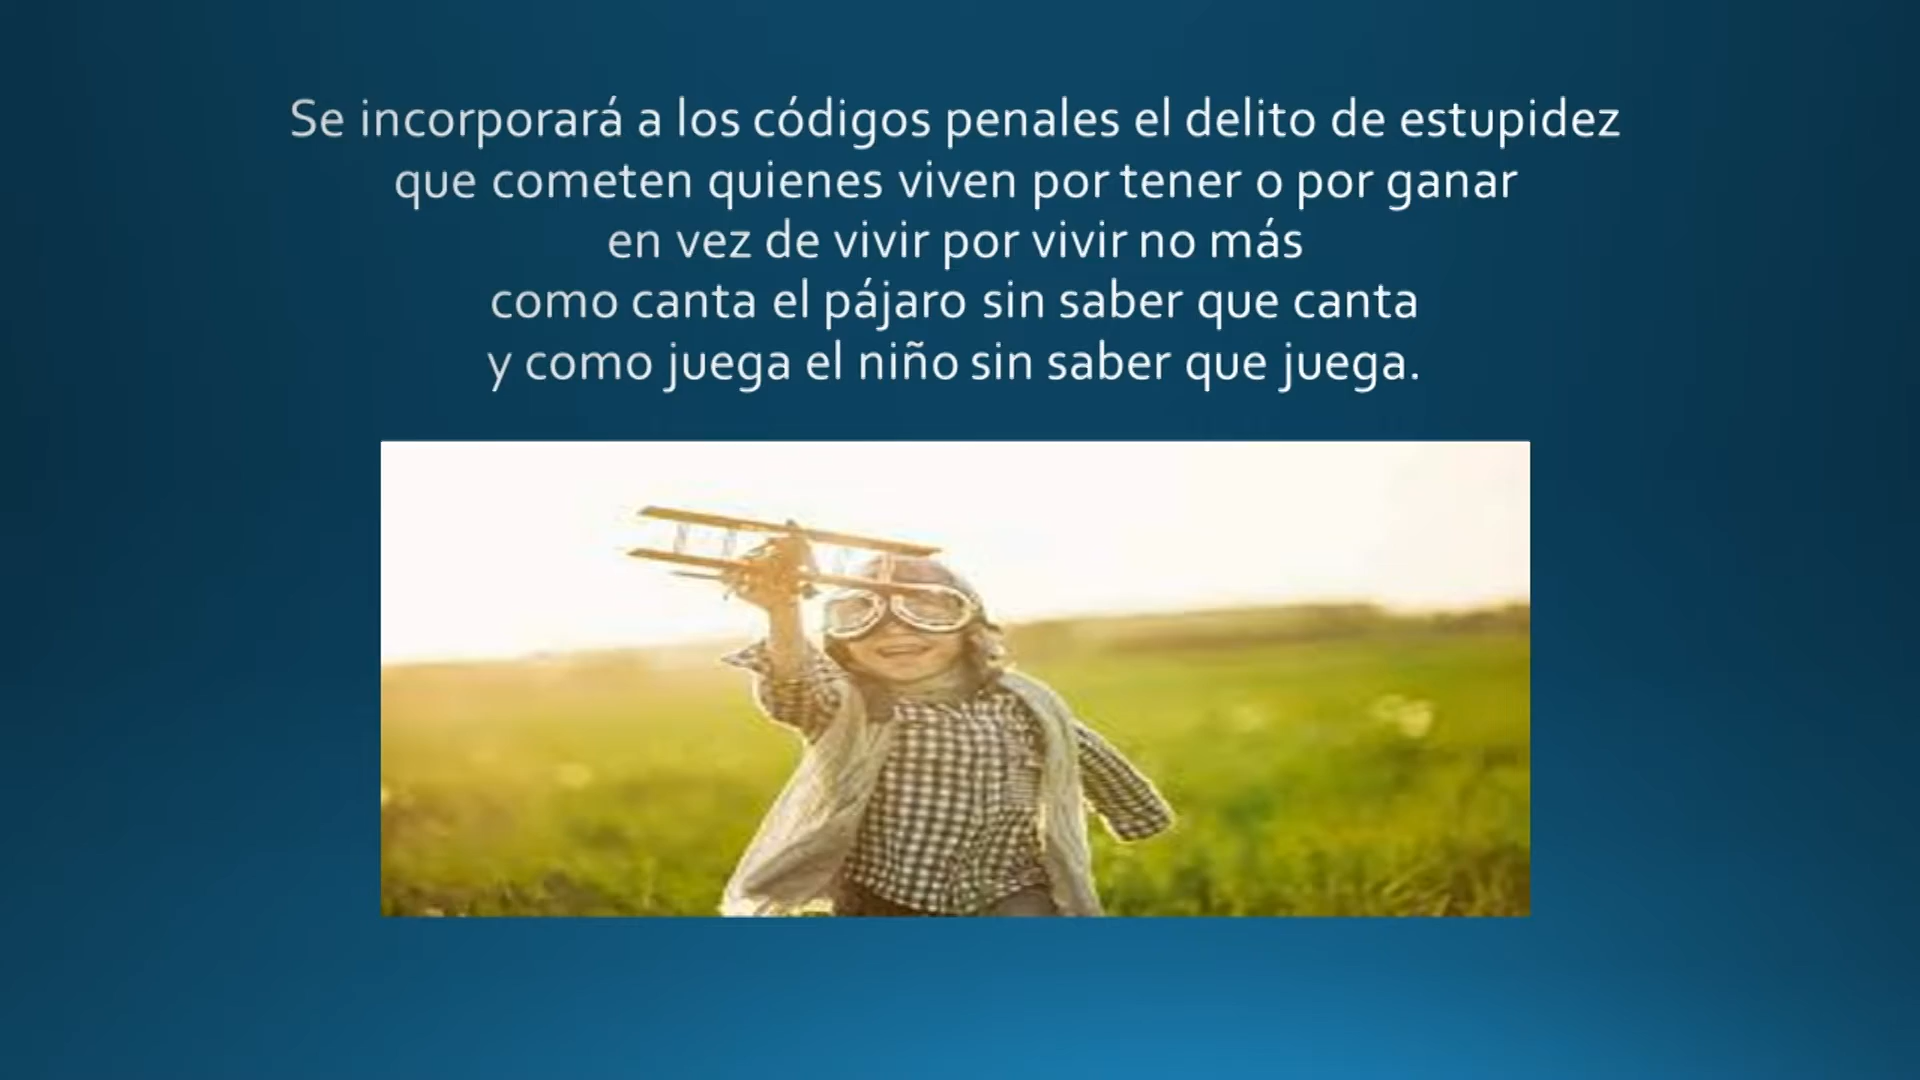 Se incorporará a los códigos penales el delito de estupidez
que cometen quienes viven por tener o por ganar
en vez de vivir por vivir no más
como canta el pájaro sin saber que canta
y como juega el niño sin saber que juega.